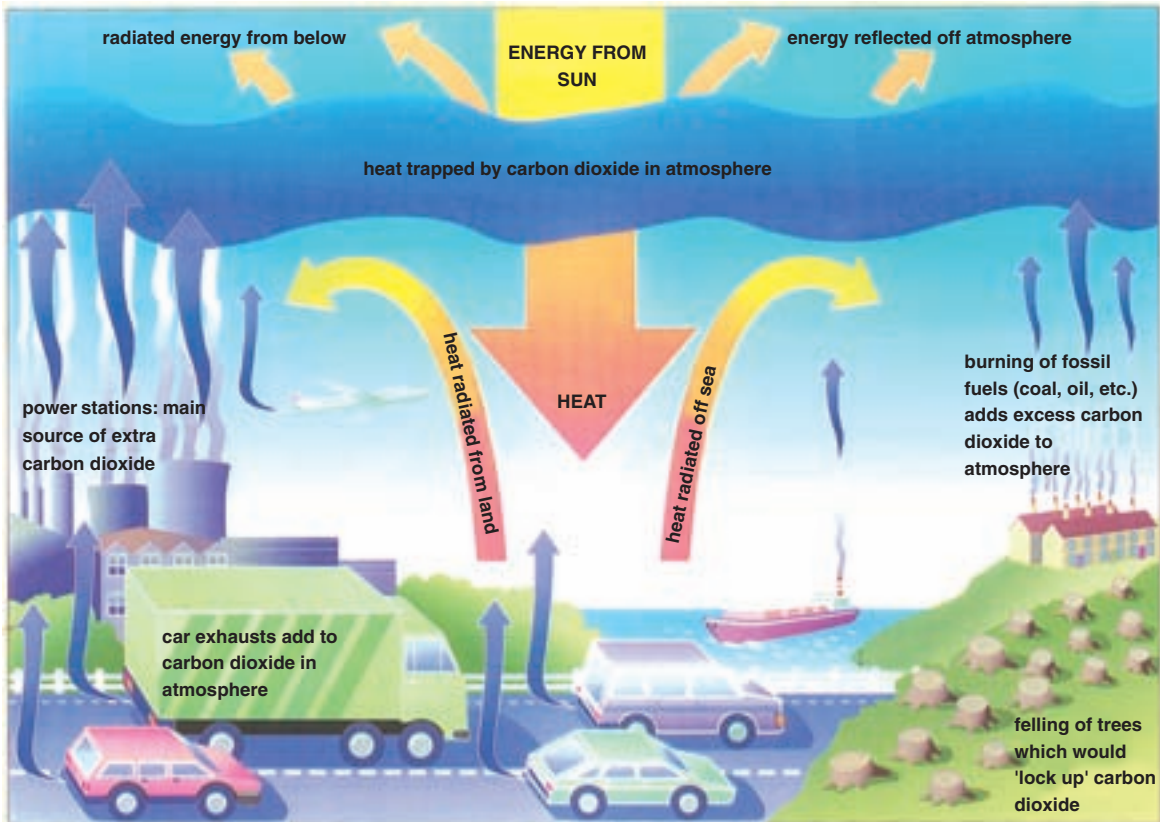 radiated energy from below
ENERGY FROM
SUN
energy reflected off atmosphere
heat trapped by carbon dioxide in atmosphere
heat radiated from land
HEAT
heat radiated off sea
power stations: main
source of extra
carbon dioxide
burning of fossil
fuels (coal, oil, etc.)
adds excess carbon
dioxide to
atmosphere
car exhausts add to
carbon dioxide in
atmosphere
felling of trees
which would
'lock up' carbon
dioxide